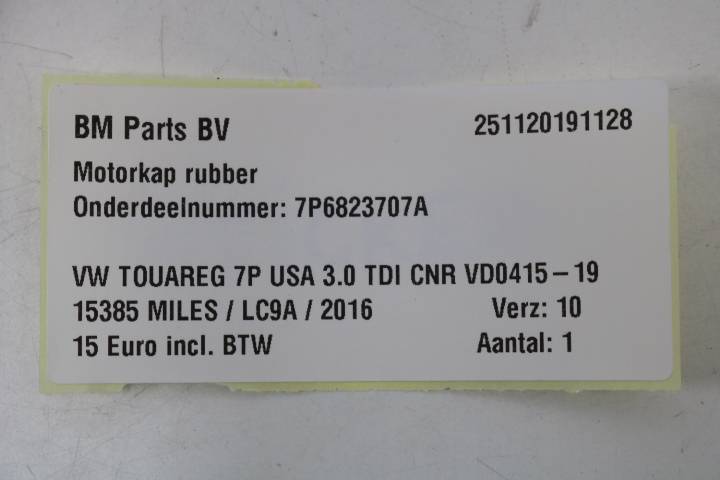 BM Parts BV 251120191128
Motorkap rubber
Onderdeelnummer: 7P6823707A
VW TOUAREG 7P USA 3.0 TDI CNR VD0415-19
15385 MILES / LC9A / 2016 Verz: 10
15 Euro incl. BTW Aantal: 1